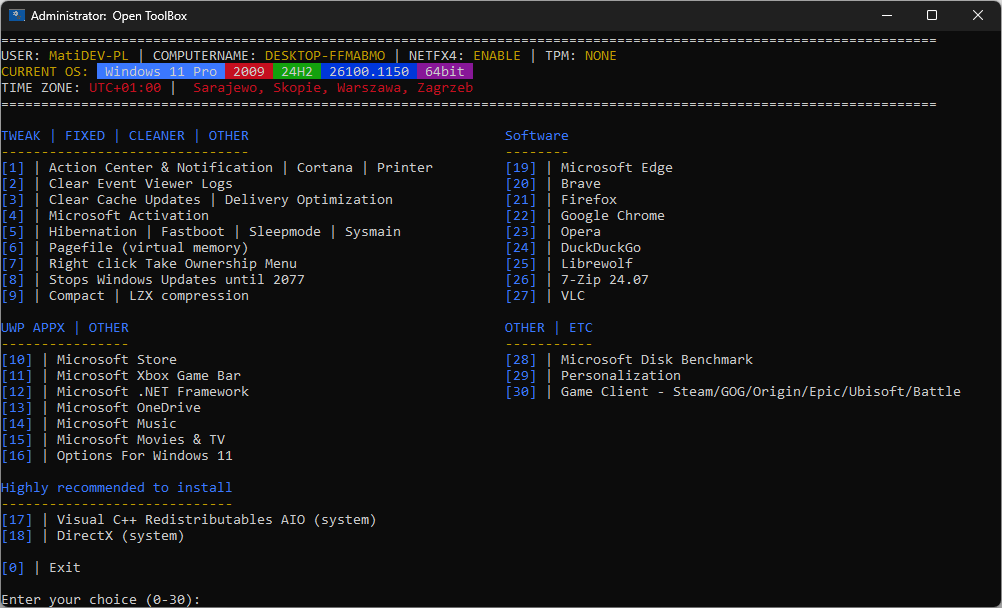 Administrator: Open ToolBox
=====================================================================================================================
USER: MatiDEV-PL | COMPUTERNAME: DESKTOP-FFMABMO | NETFX4: ENABLE | TPM: NONE
CURRENT OS: Windows 11 Pro 2009 24H2 26100.1150 64bit
TIME ZONE: UTC+01:00 | Sarajewo, Skopie, Warszawa, Zagrzeb
=====================================================================================================================
TWEAK | FIXED | CLEANER | OTHER
-------------------------------
[1] | Action Center & Notification | Cortana | Printer
[2] | Clear Event Viewer Logs
[3] | Clear Cache Updates | Delivery Optimization
[4] | Microsoft Activation
[5] | Hibernation | Fastboot | Sleepmode | Sysmain
[6] | Pagefile (virtual memory)
[7] | Right click Take Ownership Menu
[8] | Stops Windows Updates until 2077
[9] | Compact | LZX compression
Software
--------
[19] | Microsoft Edge
[20] | Brave
[21] | Firefox
[22] | Google Chrome
[23] | Opera
[24] | DuckDuckGo
[25] | Librewolf
[26] | 7-Zip 24.07
[27] | VLC
UWP APPX | OTHER
----------------
[10] | Microsoft Store
[11] | Microsoft Xbox Game Bar
[12] | Microsoft .NET Framework
[13] | Microsoft OneDrive
[14] | Microsoft Music
[15] | Microsoft Movies & TV
[16] | Options For Windows 11
OTHER | ETC
-----------
[28] | Microsoft Disk Benchmark
[29] | Personalization
[30] | Game Client - Steam/GOG/Origin/Epic/Ubisoft/Battle
Highly recommended to install
-----------------------------
[17] | Visual C++ Redistributables AIO (system)
[18] | DirectX (system)
[0] | Exit
Enter your choice (0-30):